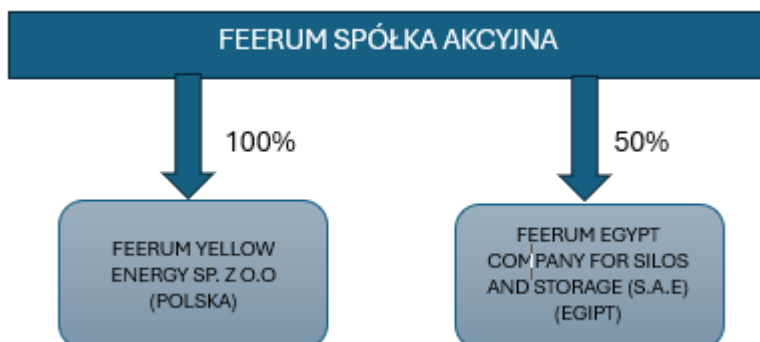 FEERUM SPÓŁKA AKCYJNA
100%
50%
FEERUM YELLOW
ENERGY SP. Z O.O
(POLSKA)
FEERUM EGYPT
COMPANY FOR SILOS
AND STORAGE (S.A.E)
(EGIPT)